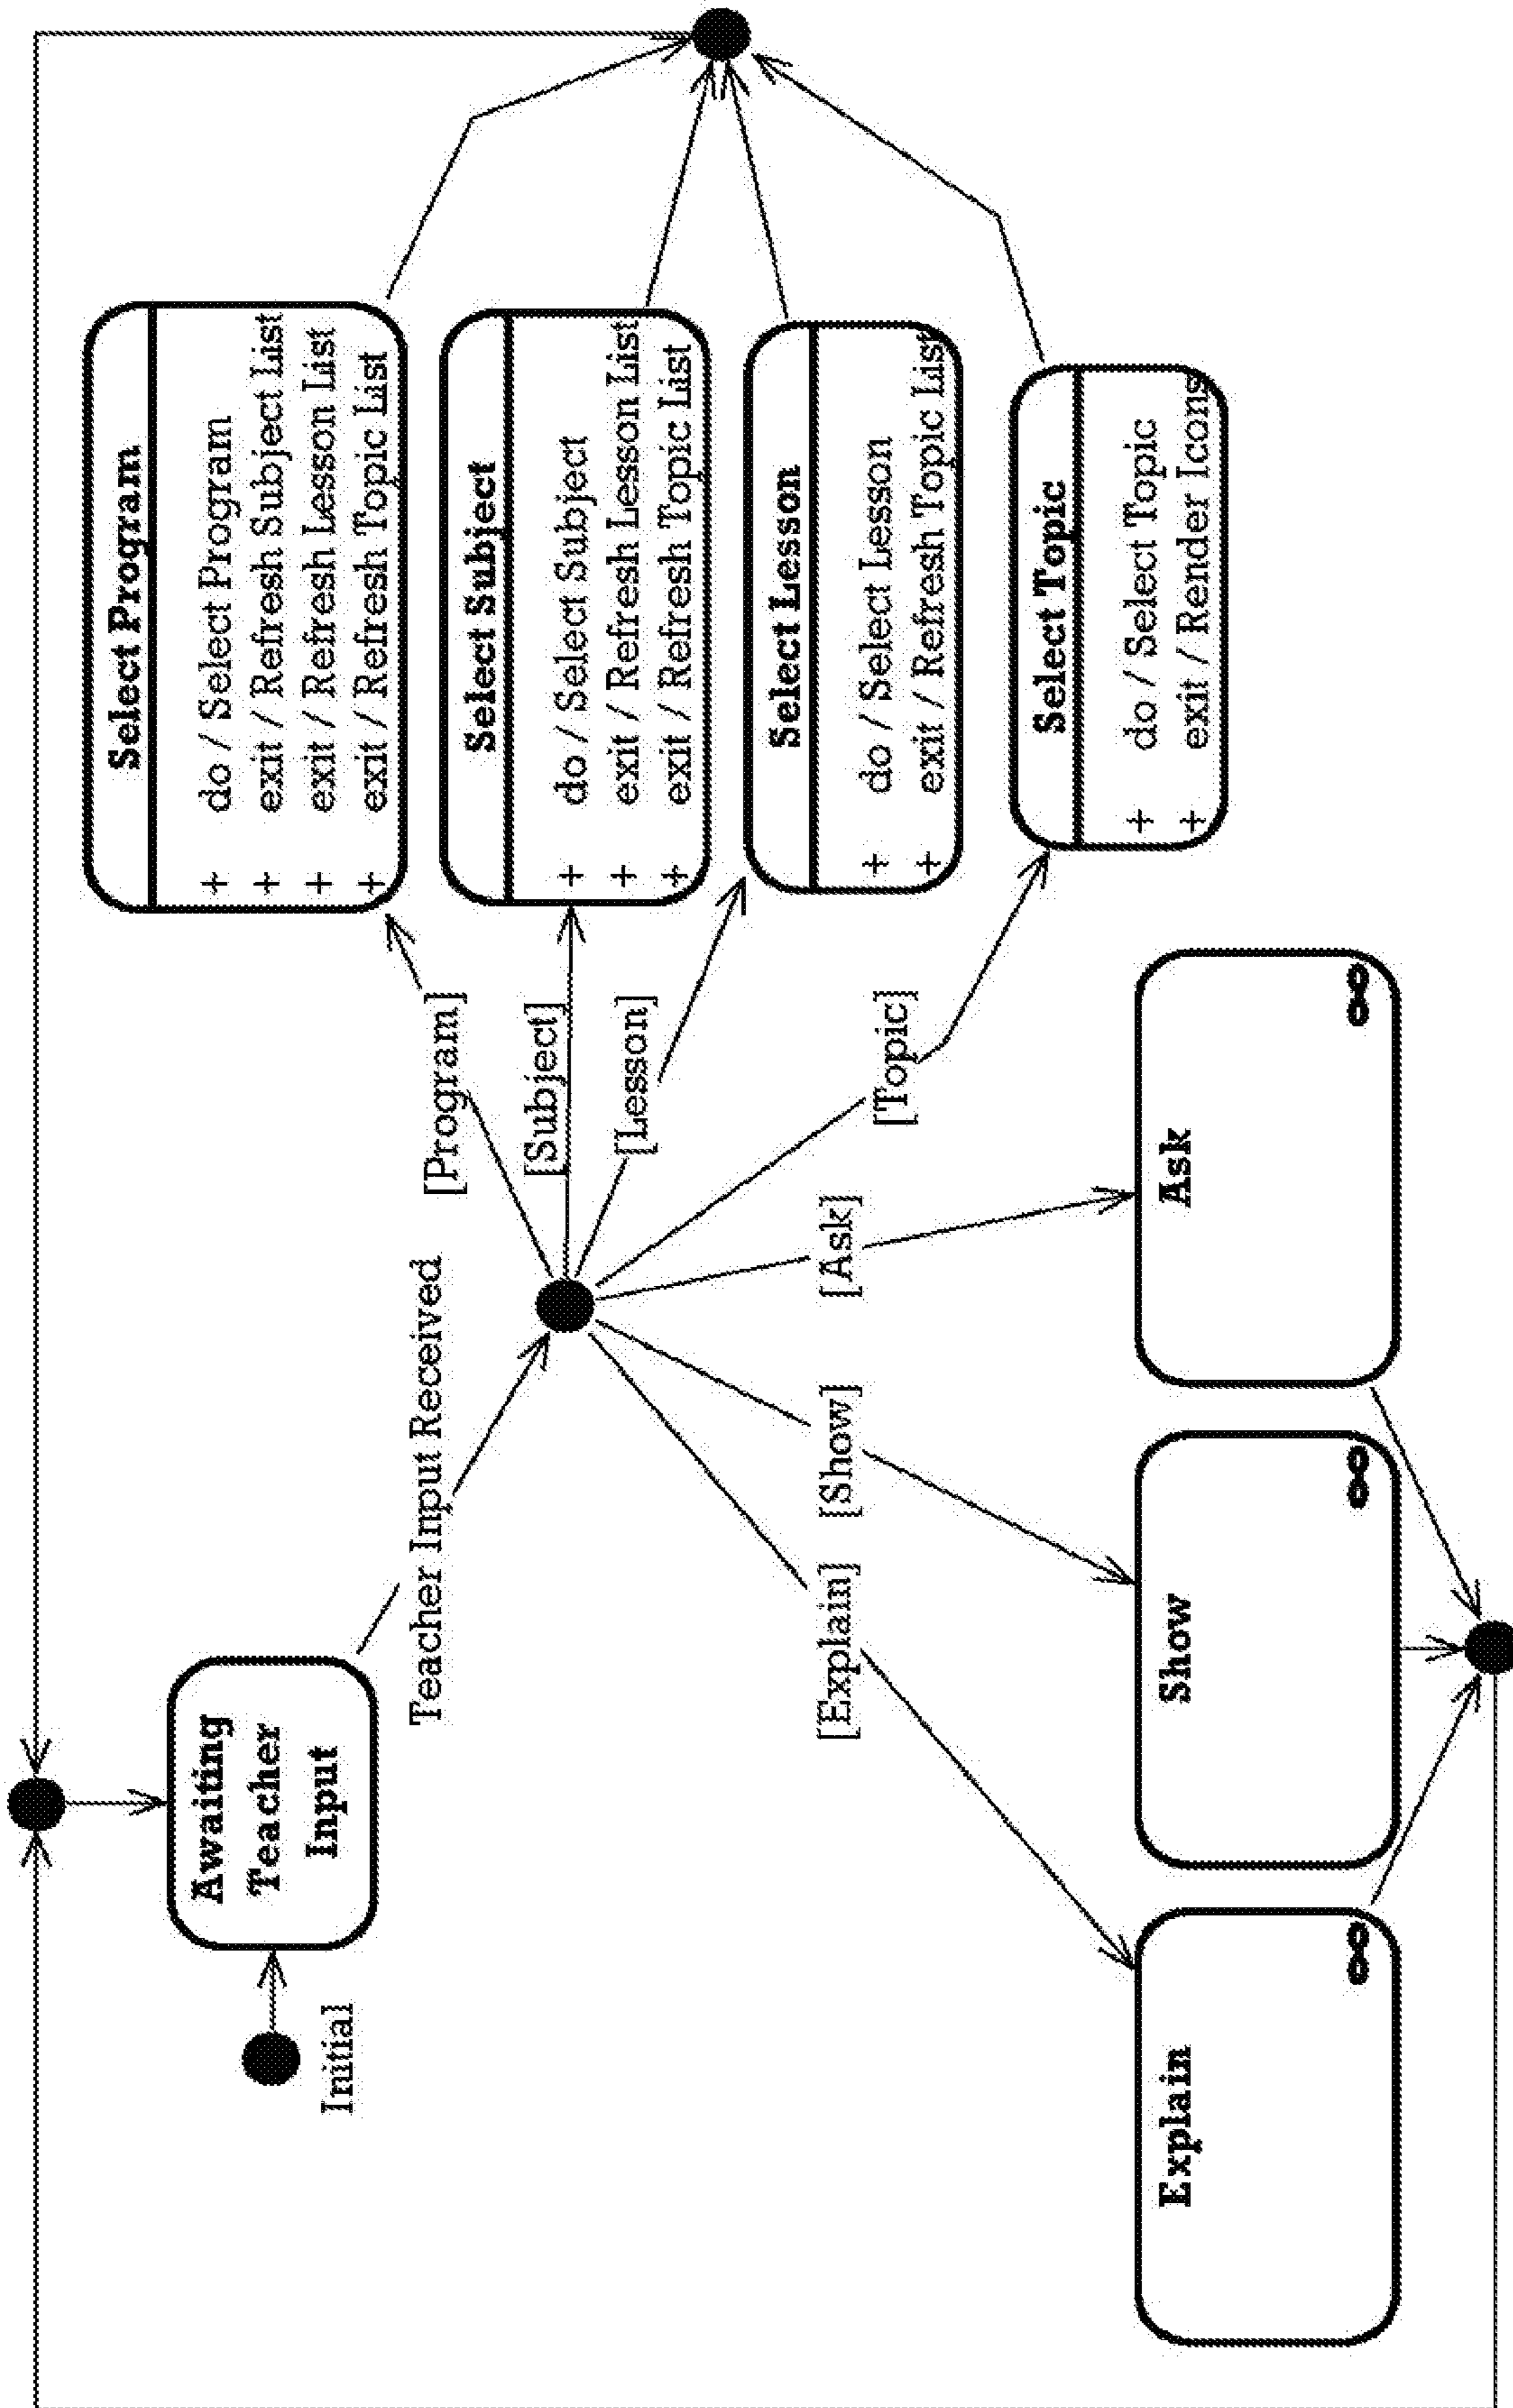 Initial
Awaiting
Teacher
Input
Teacher Input Received
[Program]
[Subject]
[Lesson]
[Topic]
[Ask]
[Show]
[Explain]
Select Program
+ do / Select Program
+ exit / Refresh Subject List
+ exit / Refresh Lesson List
+ exit / Refresh Topic List
Select Subject
+ do / Select Subject
+ exit / Refresh Lesson List
+ exit / Refresh Topic List
Select Lesson
+ do / Select Lesson
+ exit / Refresh Topic List
Select Topic
+ do / Select Topic
+ exit / Render Icons
Explain
Show
Ask